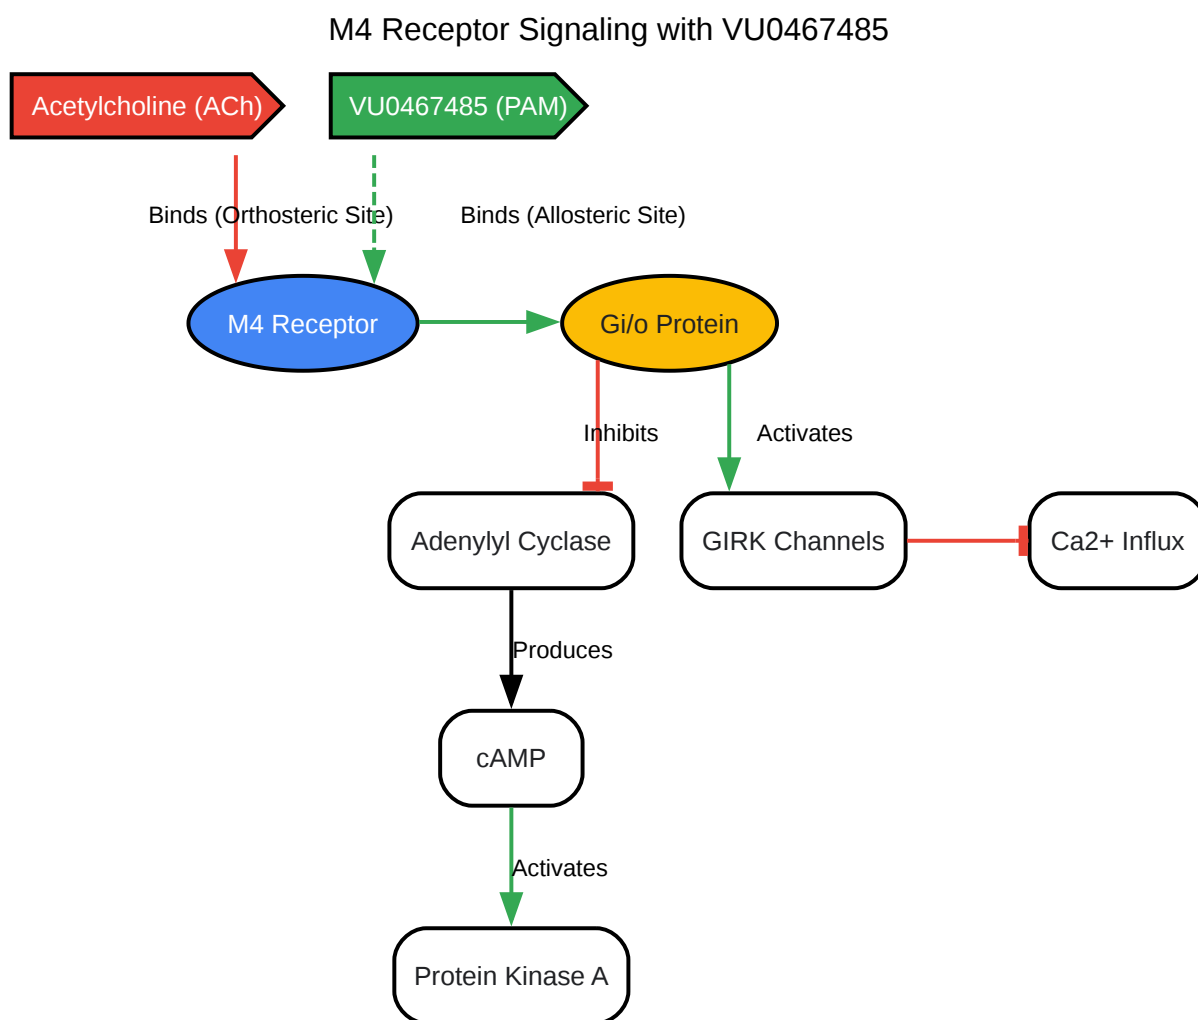 M4 Receptor Signaling with VU0467485
Acetylcholine (ACh)
VU0467485 (PAM)
Binds (Orthosteric Site)
Binds (Allosteric Site)
M4 Receptor
Gi/o Protein
Inhibits
Activates
Adenylyl Cyclase
GIRK Channels
Ca2+ Influx
Produces
cAMP
Activates
Protein Kinase A